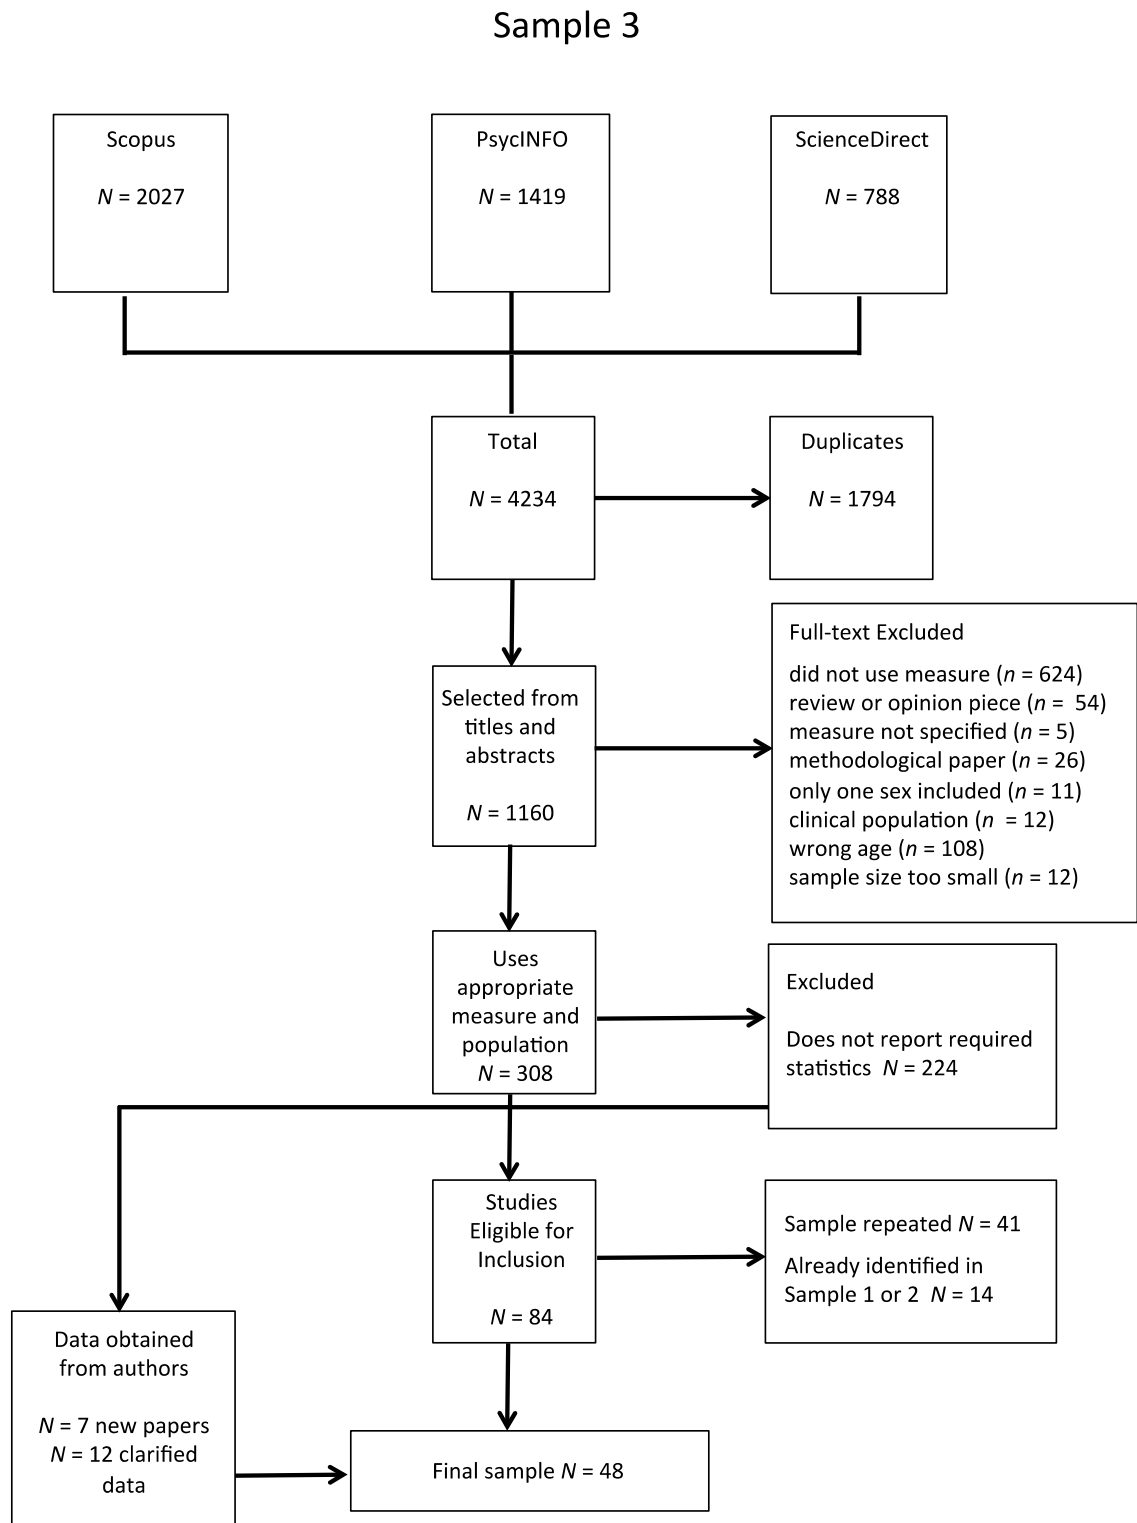 Sample 3
Scopus
N = 2027
PsycINFO
N = 1419
ScienceDirect
N = 788
Total
N = 4234
Duplicates
N = 1794
Selected from
titles and
abstracts
N = 1160
Full-text Excluded
did not use measure (n = 624)
review or opinion piece (n = 54)
measure not specified (n = 5)
methodological paper (n = 26)
only one sex included (n = 11)
clinical population (n = 12)
wrong age (n = 108)
sample size too small (n = 12)
Uses
appropriate
measure and
population
N = 308
Excluded
Does not report required
statistics N = 224
Studies
Eligible for
Inclusion
N = 84
Sample repeated N = 41
Already identified in
Sample 1 or 2 N = 14
Data obtained
from authors
N = 7 new papers
N = 12 clarified
data
Final sample N = 48